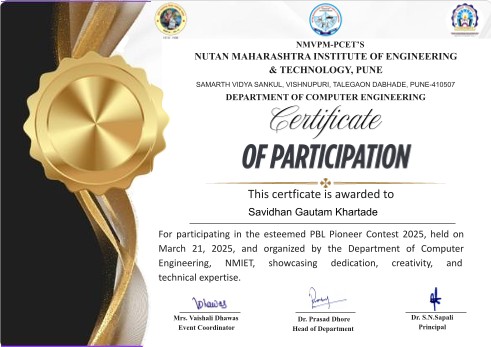 NMVPM-PCET'S
NUTAN MAHARASHTRA INSTITUTE OF ENGINEERING
& TECHNOLOGY, PUNE
SAMARTH VIDYA SANKUL, VISHNUPURI, TALEGAON DABHADE, PUNE-410507
DEPARTMENT OF COMPUTER ENGINEERING
Certificate
OF PARTICIPATION
This certficate is awarded to
Savidhan Gautam Khartade
For participating in the esteemed PBL Pioneer Contest 2025, held on
March 21, 2025, and organized by the Department of Computer
Engineering, NMIET, showcasing dedication, creativity, and
technical expertise.
Mrs. Vaishali Dhawas
Event Coordinator
Dr. Prasad Dhore
Head of Department
Dr. S.N.Sapali
Principal